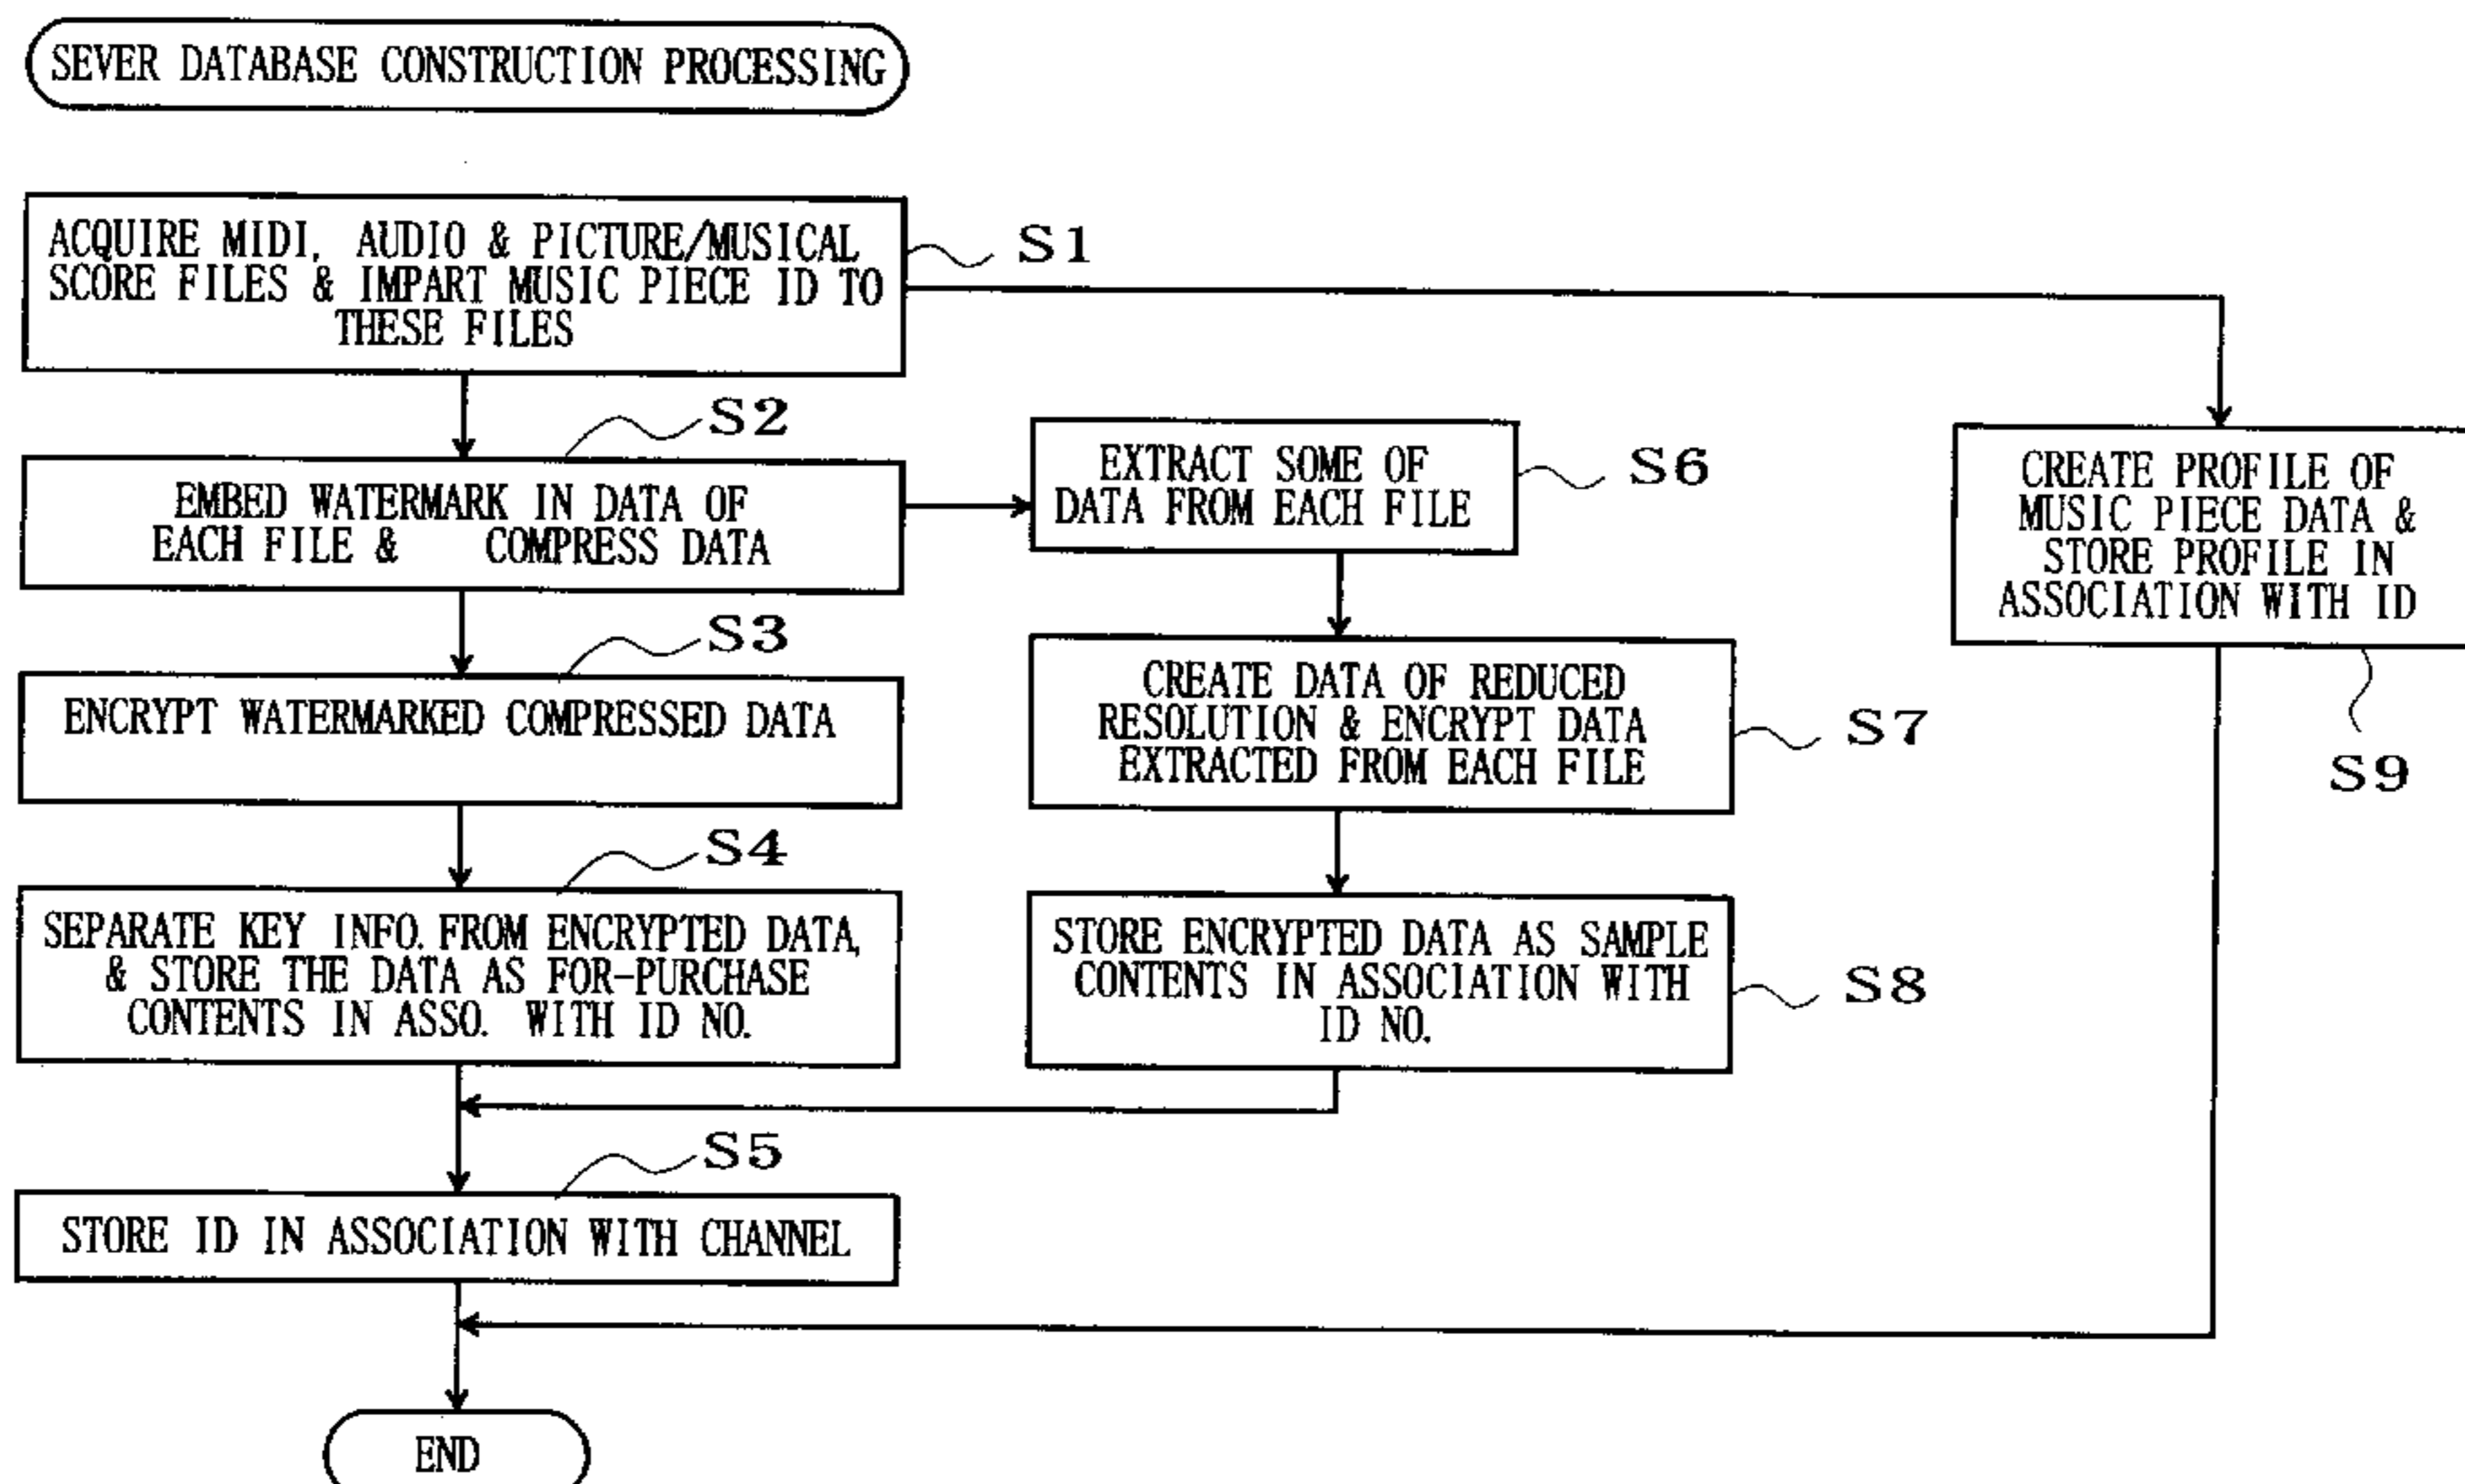 SEVER DATABASE CONSTRUCTION PROCESSING
ACQUIRE MIDI, AUDIO & PICTURE/MUSICAL
SCORE FILES & IMPART MUSIC PIECE ID TO
THESE FILES
S1
S2
EMBED WATERMARK IN DATA OF
EACH FILE & COMPRESS DATA
S3
ENCRYPT WATERMARKED COMPRESSED DATA
S4
SEPARATE KEY INFO. FROM ENCRYPTED DATA,
& STORE THE DATA AS FOR-PURCHASE
CONTENTS IN ASSO. WITH ID NO.
S5
STORE ID IN ASSOCIATION WITH CHANNEL
END
EXTRACT SOME OF
DATA FROM EACH FILE
S6
CREATE DATA OF REDUCED
RESOLUTION & ENCRYPT DATA
EXTRACTED FROM EACH FILE
S7
STORE ENCRYPTED DATA AS SAMPLE
CONTENTS IN ASSOCIATION WITH
ID NO.
S8
CREATE PROFILE OF
MUSIC PIECE DATA &
STORE PROFILE IN
ASSOCIATION WITH ID
S9